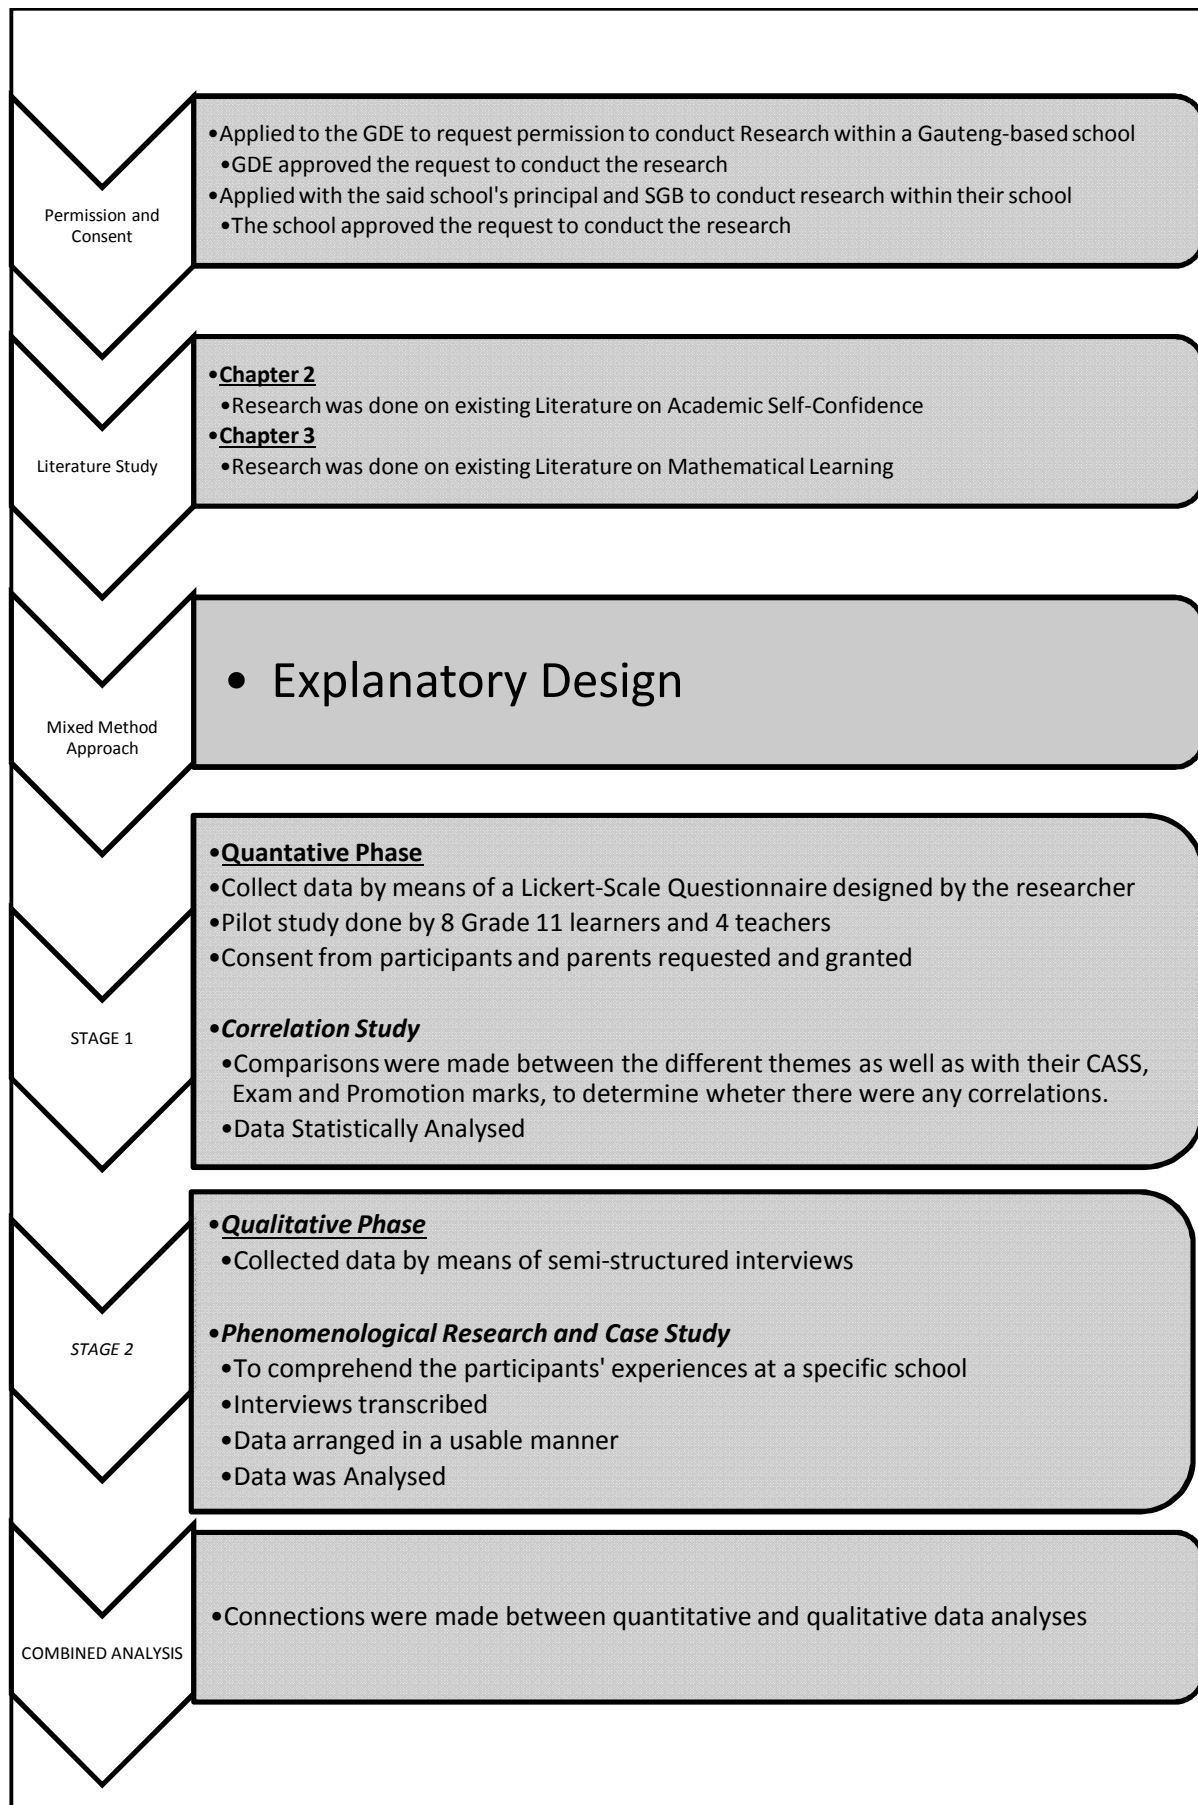 Permission and
Consent
•Applied to the GDE to request permission to conduct Research within a Gauteng-based school
•GDE approved the request to conduct the research
•Applied with the said school's principal and SGB to conduct research within their school
•The school approved the request to conduct the research
Literature Study
•Chapter 2
•Research was done on existing Literature on Academic Self-Confidence
•Chapter 3
•Research was done on existing Literature on Mathematical Learning
Mixed Method
Approach
• Explanatory Design
STAGE 1
•Quantative Phase
•Collect data by means of a Lickert-Scale Questionnaire designed by the researcher
•Pilot study done by 8 Grade 11 learners and 4 teachers
•Consent from participants and parents requested and granted
•Correlation Study
•Comparisons were made between the different themes as well as with their CASS,
Exam and Promotion marks, to determine wheter there were any correlations.
•Data Statistically Analysed
STAGE 2
•Qualitative Phase
•Collected data by means of semi-structured interviews
•Phenomenological Research and Case Study
•To comprehend the participants' experiences at a specific school
•Interviews transcribed
•Data arranged in a usable manner
•Data was Analysed
COMBINED ANALYSIS
•Connections were made between quantitative and qualitative data analyses